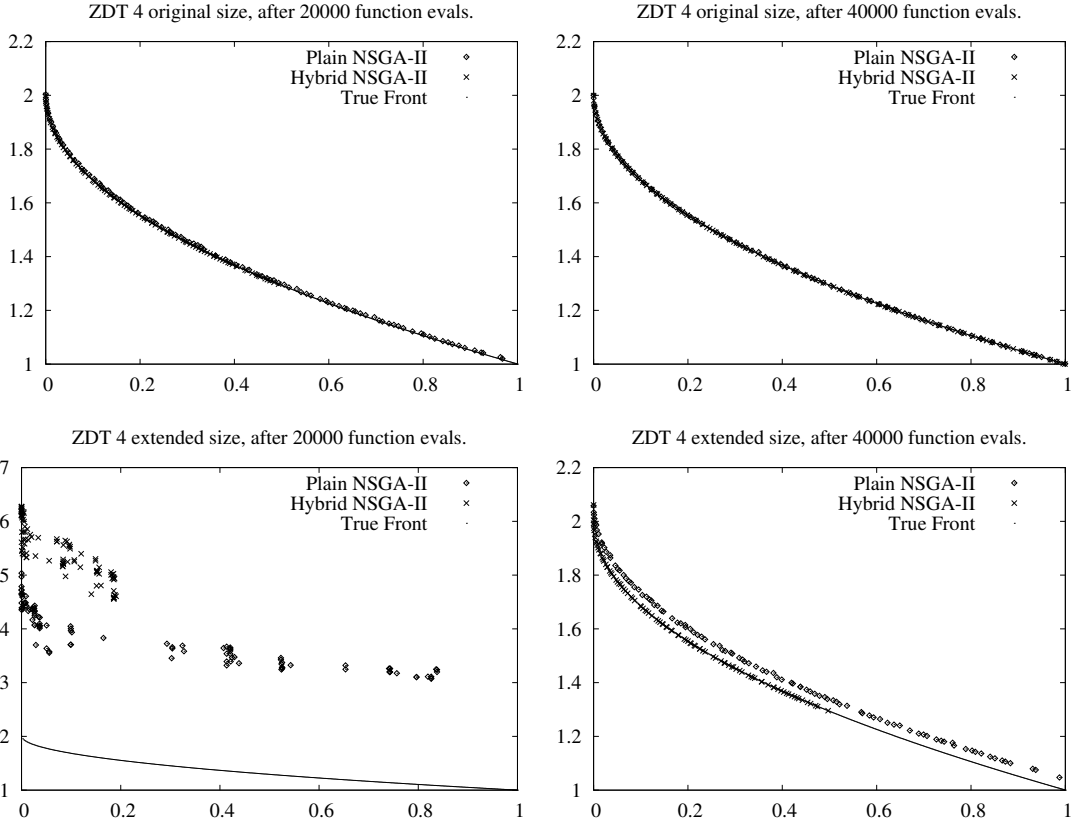 ZDT 4 original size, after 20000 function evals.
2.2
2
1.8
1.6
1.4
1.2
1
0 0.2 0.4 0.6 0.8 1
Plain NSGA-II
Hybrid NSGA-II
True Front
ZDT 4 original size, after 40000 function evals.
2.2
2
1.8
1.6
1.4
1.2
1
0 0.2 0.4 0.6 0.8 1
Plain NSGA-II
Hybrid NSGA-II
True Front
ZDT 4 extended size, after 20000 function evals.
7
6
5
4
3
2
1
0 0.2 0.4 0.6 0.8 1
Plain NSGA-II
Hybrid NSGA-II
True Front
ZDT 4 extended size, after 40000 function evals.
2.2
2
1.8
1.6
1.4
1.2
1
0 0.2 0.4 0.6 0.8 1
Plain NSGA-II
Hybrid NSGA-II
True Front